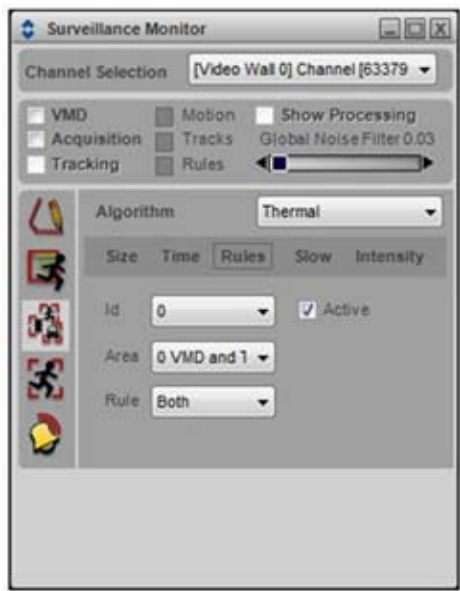 Surveillance Monitor
Channel Selection [Video Wall 0] Channel [63379
VMD Motion Show Processing
Acquisition Tracks Global Noise Filter 0.03
Tracking Rules
Algorithm Thermal
Size Time Rules Slow Intensity
Id 0 Active
Area 0 VMD and T
Rule Both